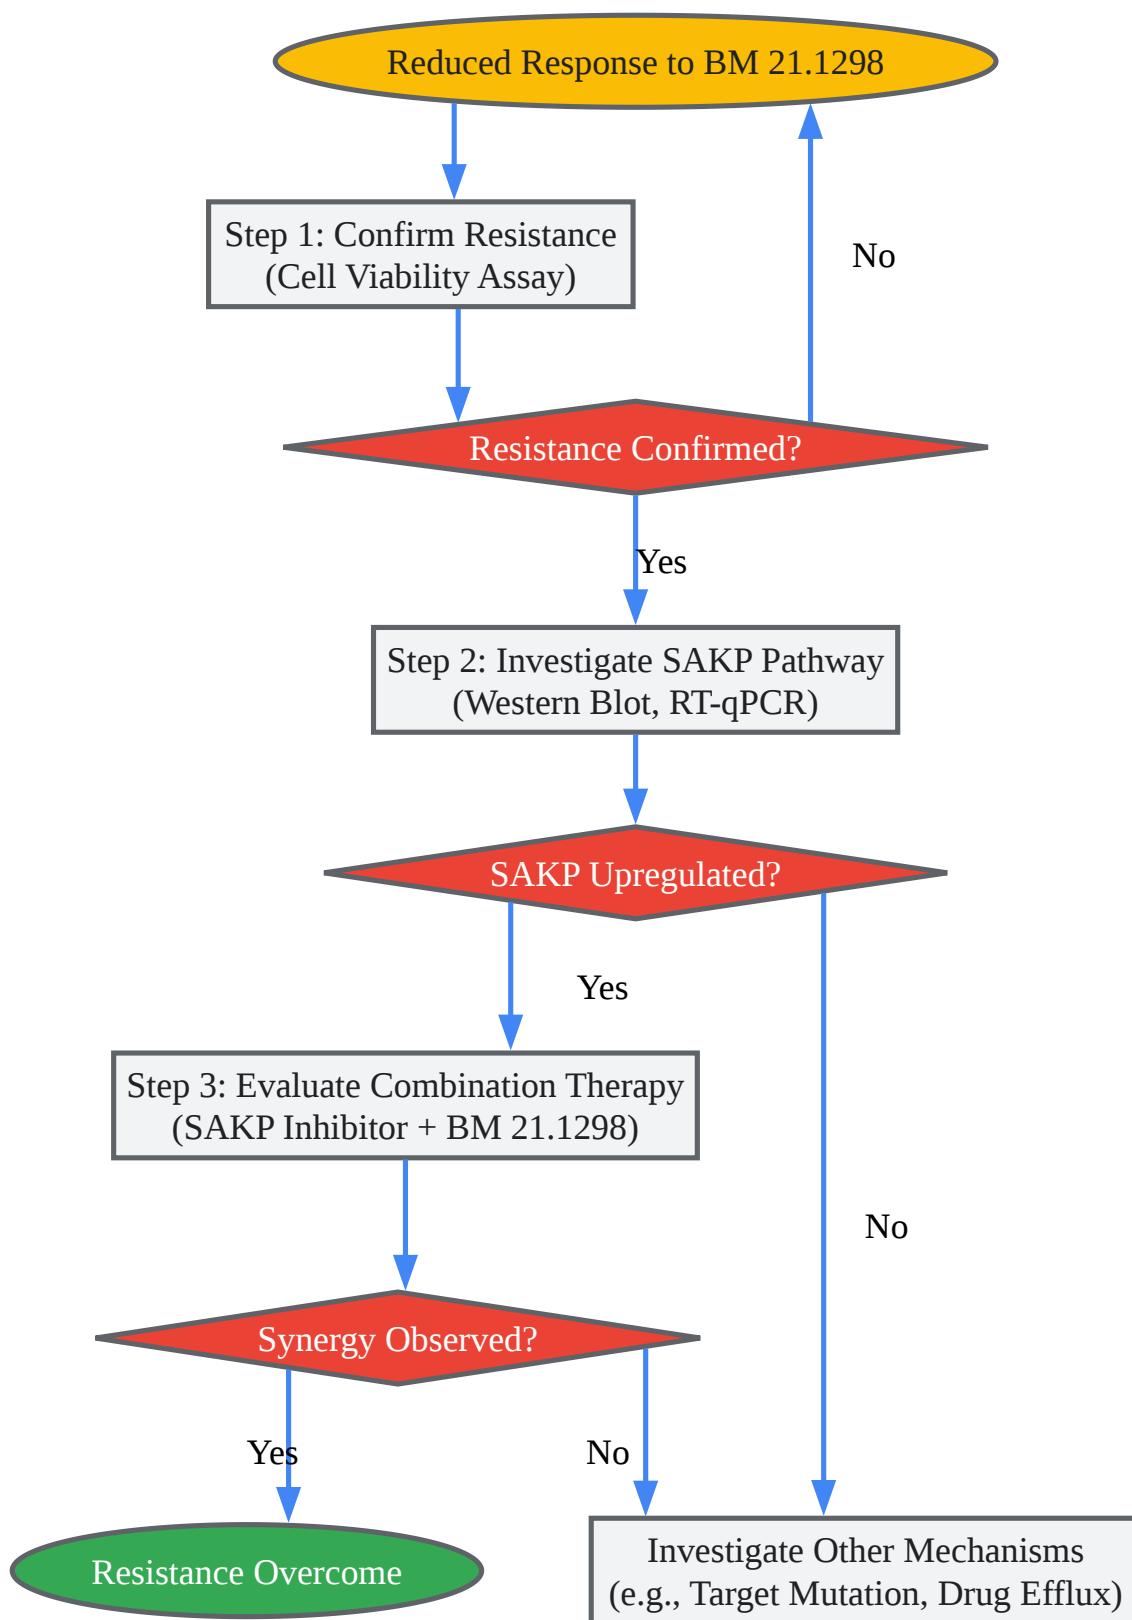 Reduced Response to BM 21.1298
Step 1: Confirm Resistance
(Cell Viability Assay)
No
Resistance Confirmed?
Yes
Step 2: Investigate SAKP Pathway
(Western Blot, RT-qPCR)
SAKP Upregulated?
Yes
Step 3: Evaluate Combination Therapy
(SAKP Inhibitor + BM 21.1298)
No
Synergy Observed?
Yes
No
Resistance Overcome
Investigate Other Mechanisms
(e.g., Target Mutation, Drug Efflux)